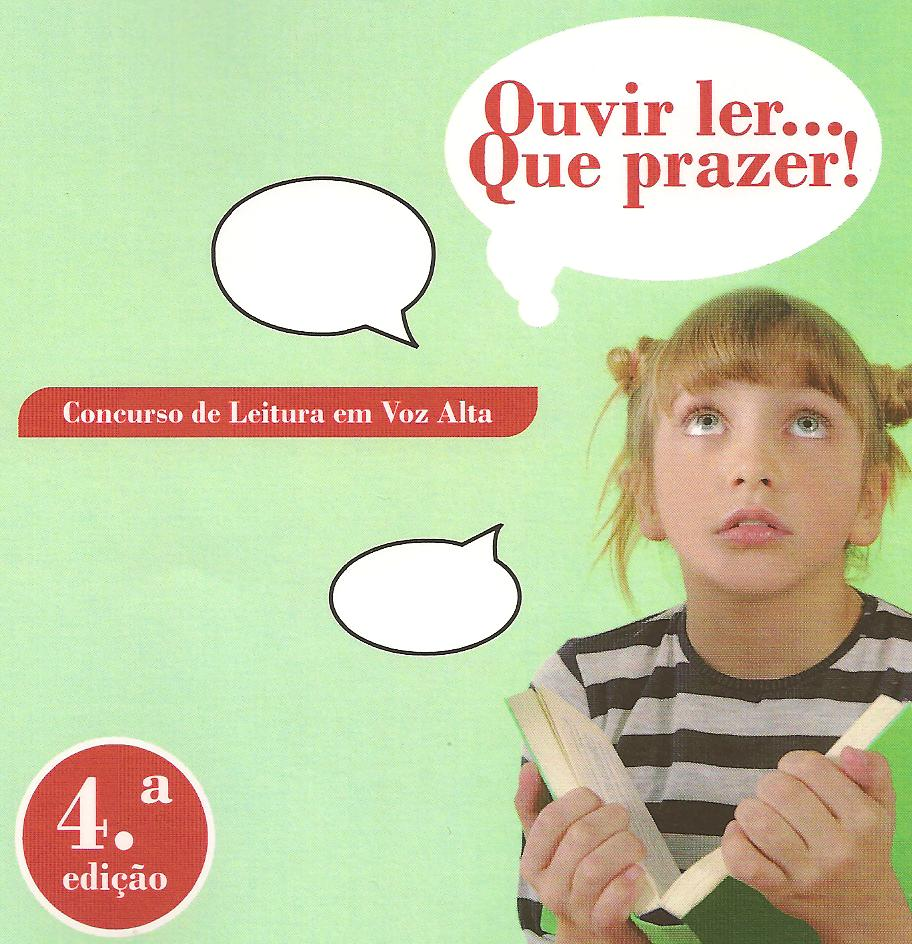 Ouvir ler...
Que prazer!
Concurso de Leitura em Voz Alta
4.ª
edição